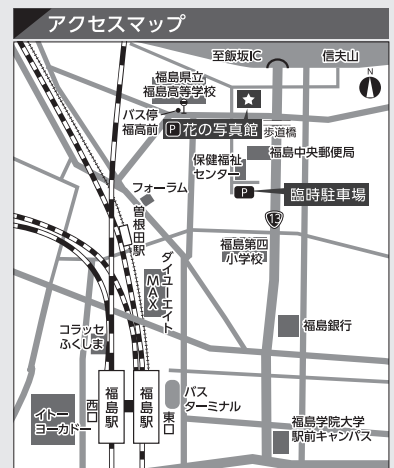 アクセスマップ
至飯坂IC
信夫山
N
福島県立
福島高等学校
バス停
福高前
P 花の写真館
歩道橋
福島中央郵便局
保健福祉
センター
P
臨時駐車場
フォーラム
曽根田駅
13
福島第四
小学校
ダイユーエイト
MAX
福島銀行
コラッセ
ふくしま
福島駅
福島駅
西口
東口
バス
ターミナル
イトー
ヨーカドー
福島学院大学
駅前キャンパス